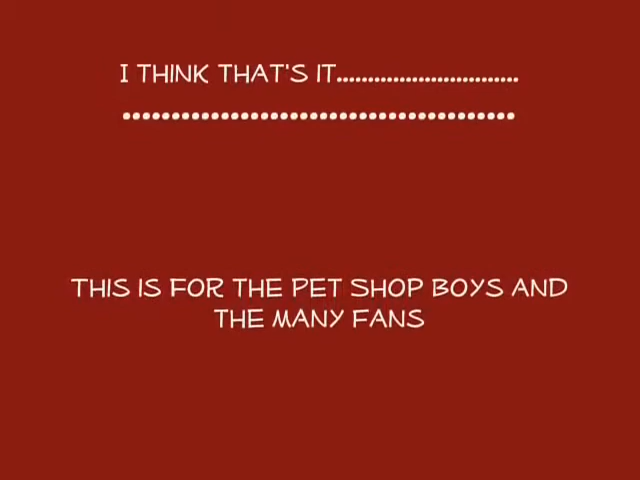 I THINK THAT'S IT.............................
........................................
THIS IS FOR THE PET SHOP BOYS AND
THE MANY FANS